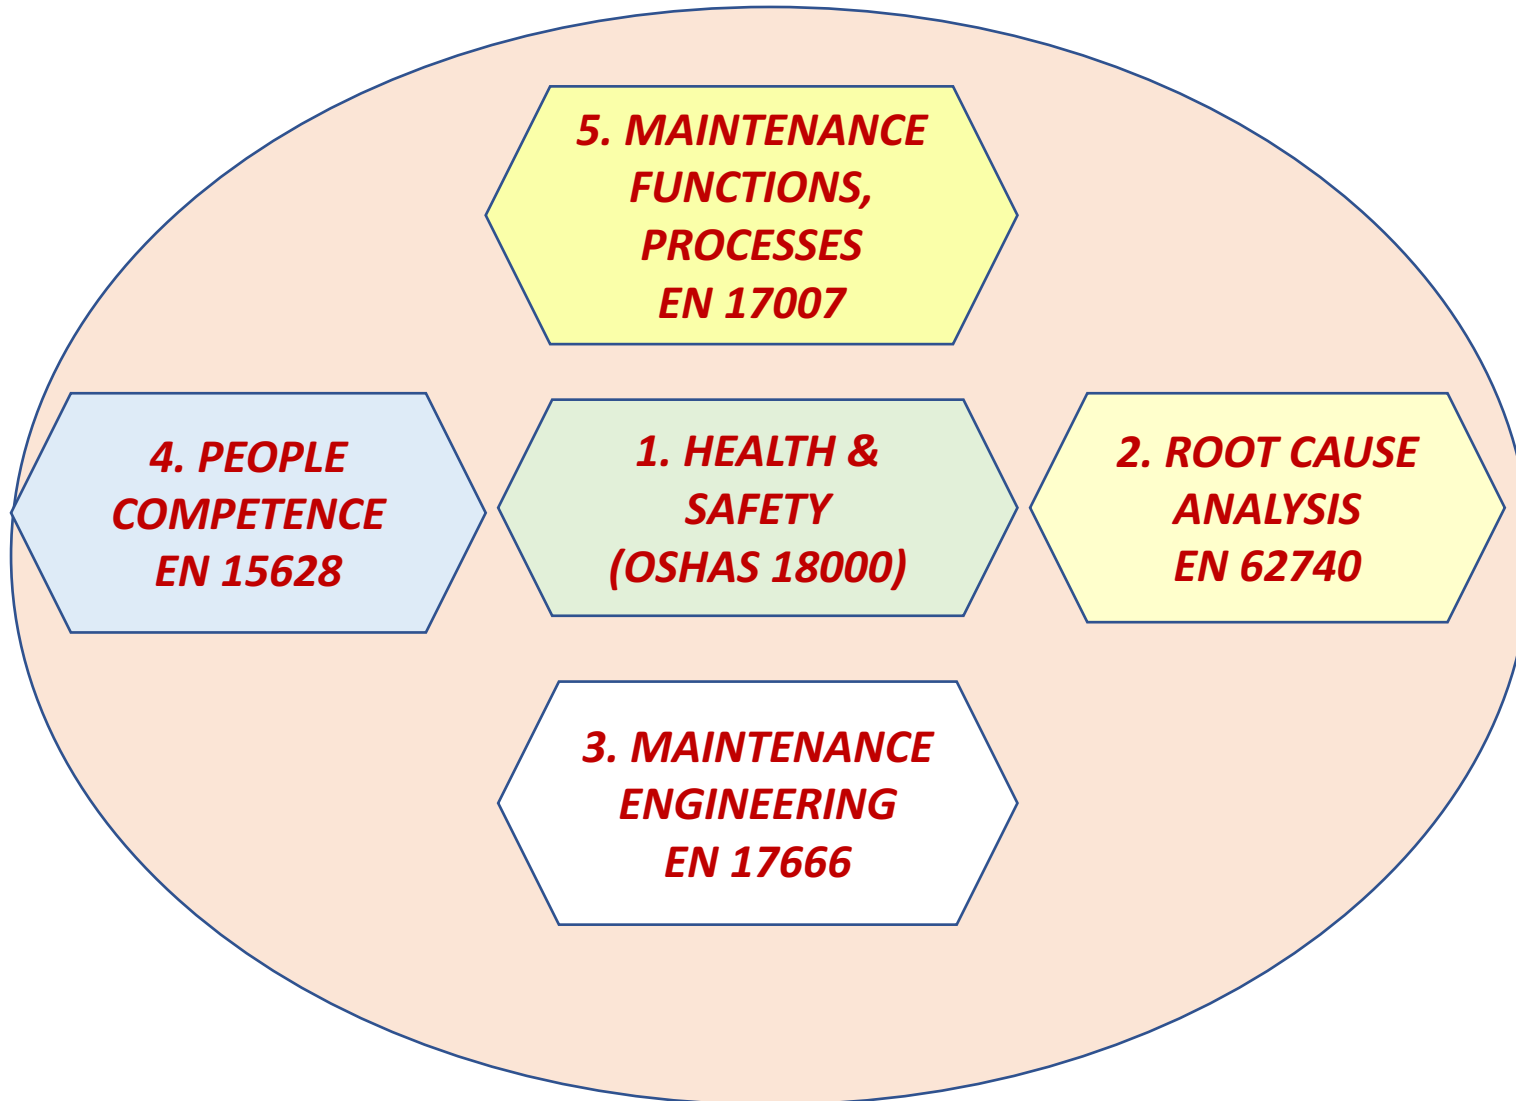 5. MAINTENANCE
FUNCTIONS,
PROCESSES
EN 17007
4. PEOPLE
COMPETENCE
EN 15628
1. HEALTH &
SAFETY
(OSHAS 18000)
2. ROOT CAUSE
ANALYSIS
EN 62740
3. MAINTENANCE
ENGINEERING
EN 17666